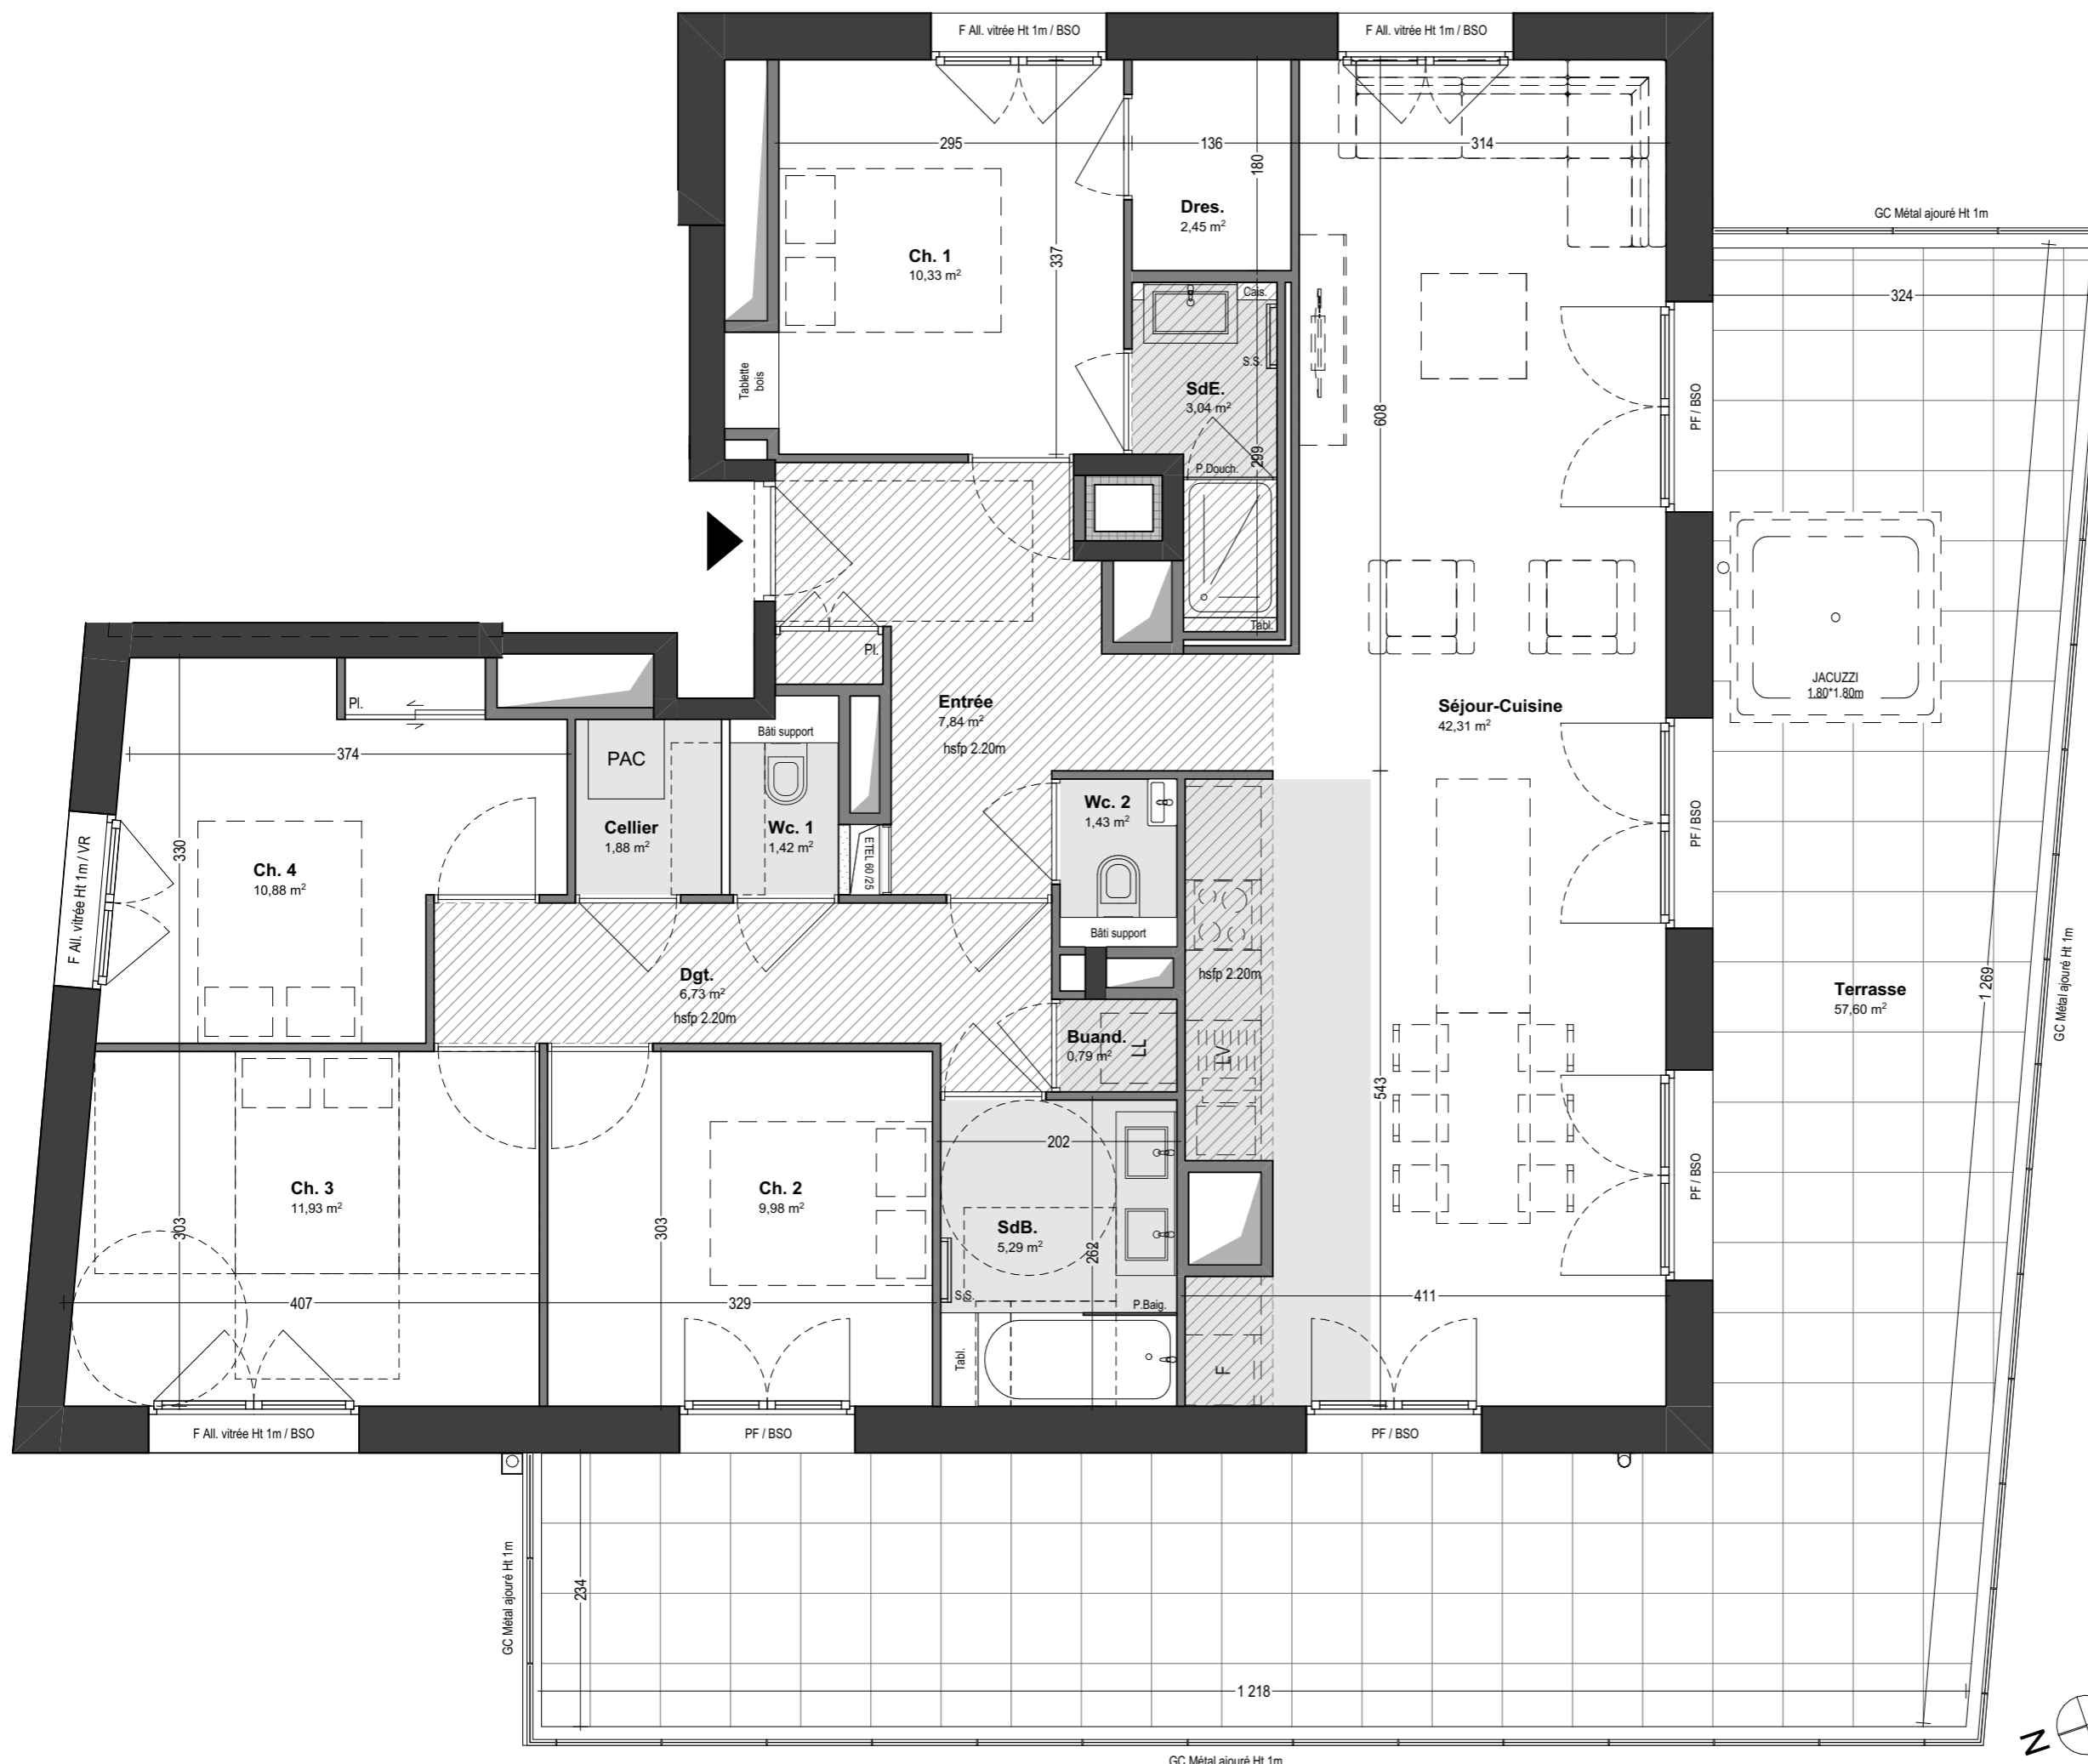 F All. vitrée Ht 1m / BSO
F All. vitrée Ht 1m / BSO
295
136
314
180
337
Dres.
2,45 m²
Ch. 1
10,33 m²
GC Métal ajouré Ht 1m
324
Cais.
S.S.
Tablette
bois
SdE.
3,04 m²
608
PF / BSO
299
P.Douch.
Tabl.
Pl.
JACUZZI
1.80*1.80m
Pl.
Entrée
7,84 m²
hsfp 2.20m
Séjour-Cuisine
42,31 m²
374
PAC
Bâti support
Cellier
1,88 m²
Wc. 1
1,42 m²
ETEL 60/25
Wc. 2
1,43 m²
Bâti support
PF / BSO
F All. vitrée Ht 1m / VR
330
Ch. 4
10,88 m²
Dgt.
6,73 m²
hsfp 2.20m
hsfp 2.20m
Terrasse
57,60 m²
1 269
GC Métal ajouré Ht 1m
Buand.
0,79 m²
LL
LV
543
202
PF / BSO
Ch. 3
11,93 m²
303
Ch. 2
9,98 m²
303
SdB.
5,29 m²
262
S.S.
P.Baig.
407
329
411
Tabl.
F
F All. vitrée Ht 1m / BSO
PF / BSO
PF / BSO
GC Métal ajouré Ht 1m
234
1 218
N
GC Métal ajouré Ht 1m